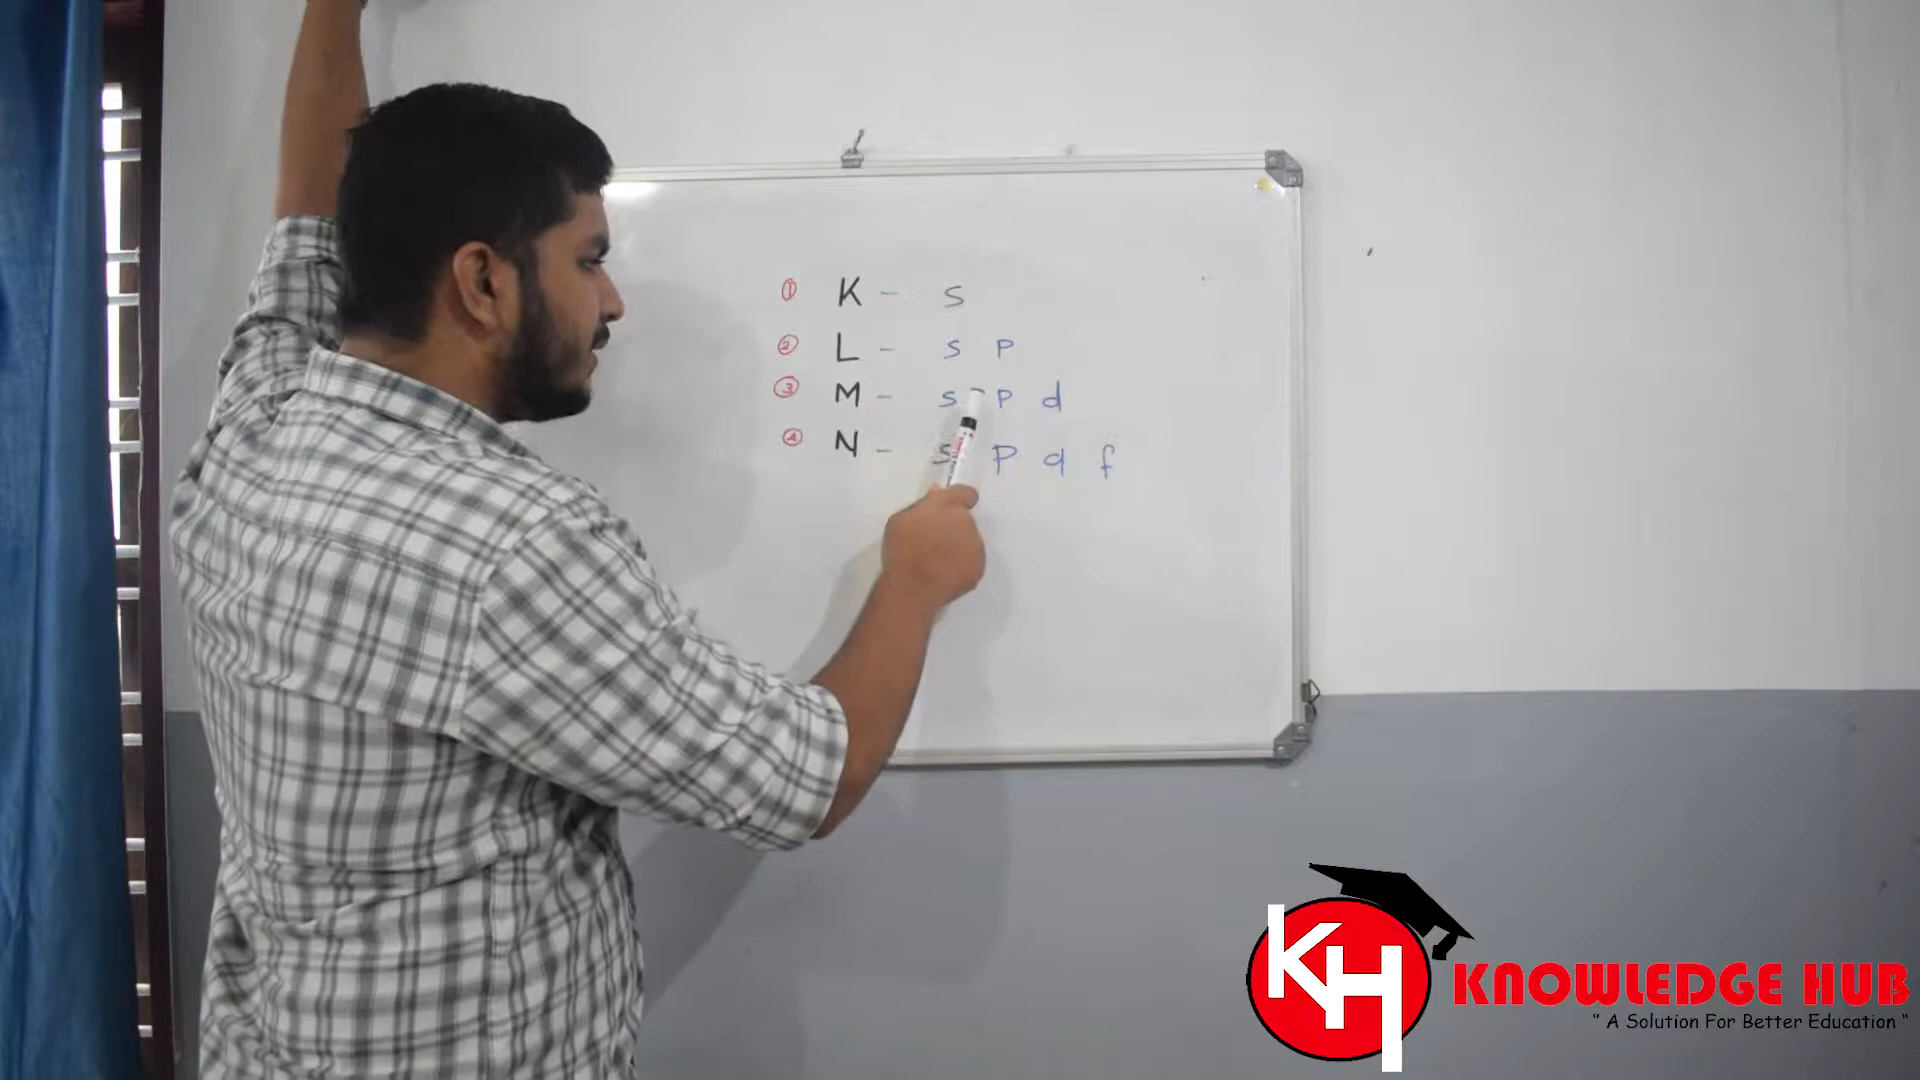 ① K - s
② L - s p
③ M - s p d
④ N - s p d f
KH
KNOWLEDGE HUB
" A Solution For Better Education "